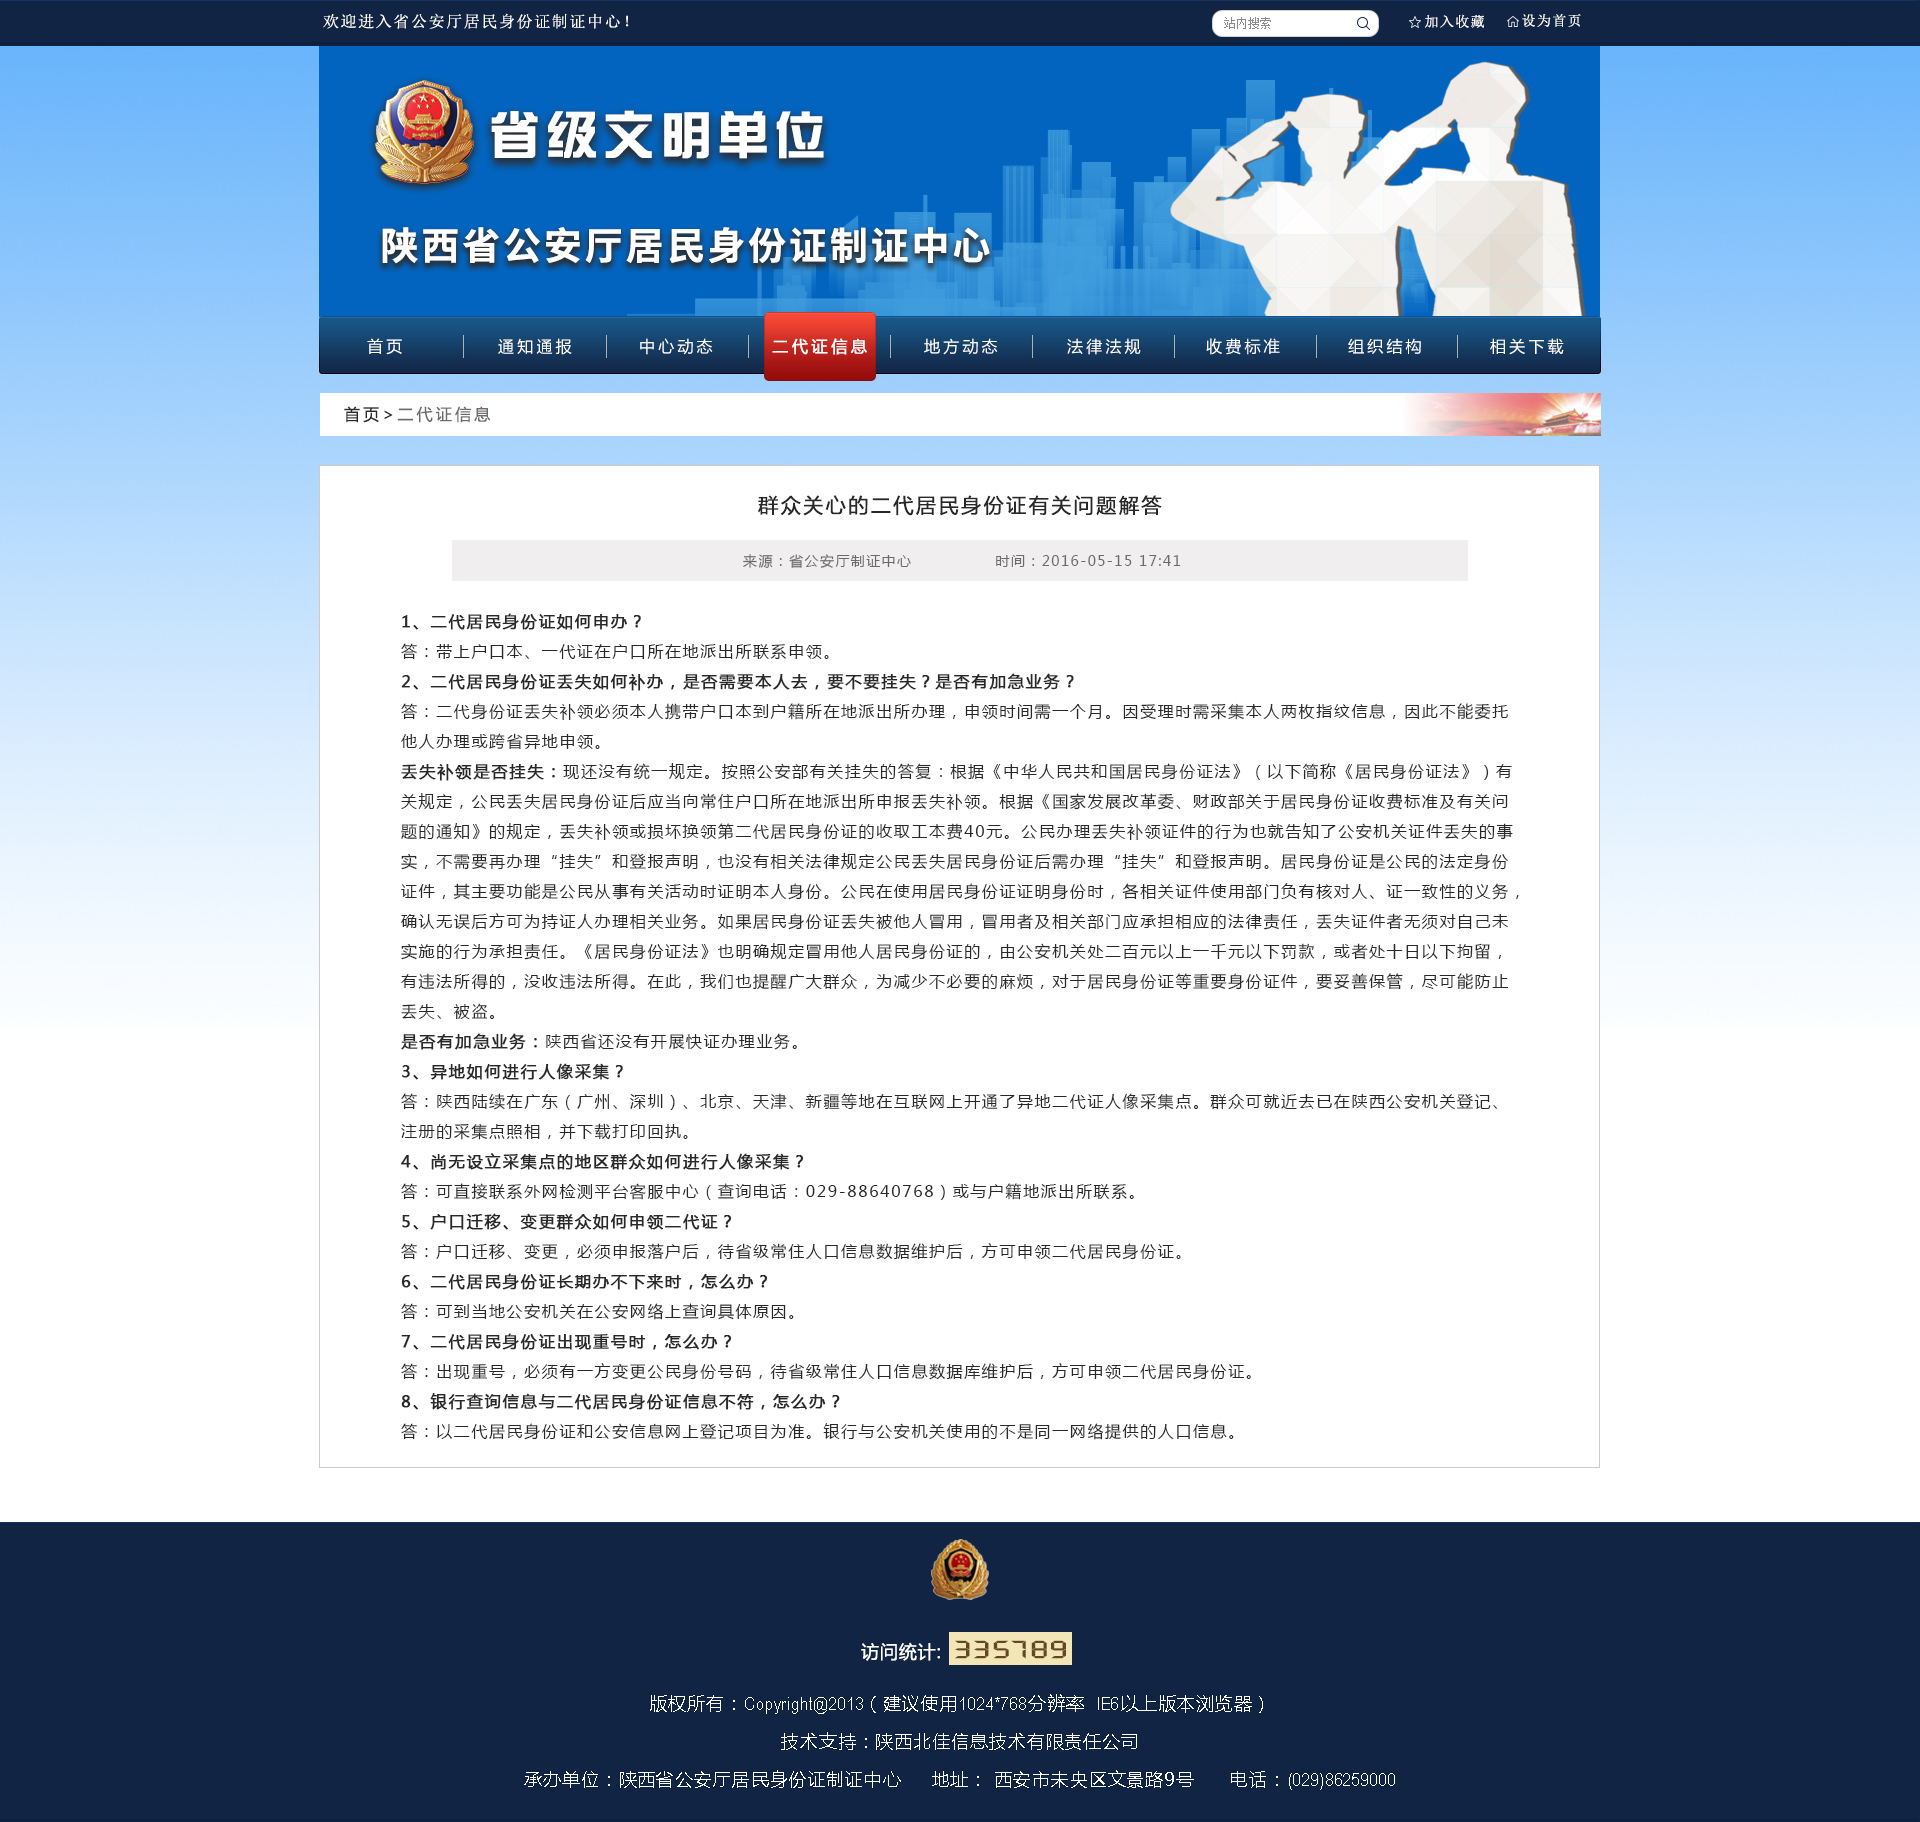 欢迎进入省公安厅居民身份证制证中心！
站内搜索
加入收藏
设为首页
省级文明单位
陕西省公安厅居民身份证制证中心
首页
通知通报
中心动态
二代证信息
地方动态
法律法规
收费标准
组织结构
相关下载
首页>二代证信息
群众关心的二代居民身份证有关问题解答
来源：省公安厅制证中心 时间：2016-05-15 17:41
1、二代居民身份证如何申办？
答：带上户口本、一代证在户口所在地派出所联系申领。
2、二代居民身份证丢失如何补办，是否需要本人去，要不要挂失？是否有加急业务？
答：二代身份证丢失补领必须本人携带户口本到户籍所在地派出所办理，申领时间需一个月。因受理时需采集本人两枚指纹信息，因此不能委托
他人办理或跨省异地申领。
丢失补领是否挂失：现还没有统一规定。按照公安部有关挂失的答复：根据《中华人民共和国居民身份证法》（以下简称《居民身份证法》）有
关规定，公民丢失居民身份证后应当向常住户口所在地派出所申报丢失补领。根据《国家发展改革委、财政部关于居民身份证收费标准及有关问
题的通知》的规定，丢失补领或损坏换领第二代居民身份证的收取工本费40元。公民办理丢失补领证件的行为也就告知了公安机关证件丢失的事
实，不需要再办理“挂失”和登报声明，也没有相关法律规定公民丢失居民身份证后需办理“挂失”和登报声明。居民身份证是公民的法定身份
证件，其主要功能是公民从事有关活动时证明本人身份。公民在使用居民身份证证明身份时，各相关证件使用部门负有核对人、证一致性的义务，
确认无误后方可为持证人办理相关业务。如果居民身份证丢失被他人冒用，冒用者及相关部门应承担相应的法律责任，丢失证件者无须对自己未
实施的行为承担责任。《居民身份证法》也明确规定冒用他人居民身份证的，由公安机关处二百元以上一千元以下罚款，或者处十日以下拘留，
有违法所得的，没收违法所得。在此，我们也提醒广大群众，为减少不必要的麻烦，对于居民身份证等重要身份证件，要妥善保管，尽可能防止
丢失、被盗。
是否有加急业务：陕西省还没有开展快证办理业务。
3、异地如何进行人像采集？
答：陕西陆续在广东（广州、深圳）、北京、天津、新疆等地在互联网上开通了异地二代证人像采集点。群众可就近去已在陕西公安机关登记、
注册的采集点照相，并下载打印回执。
4、尚无设立采集点的地区群众如何进行人像采集？
答：可直接联系外网检测平台客服中心（查询电话：029-88640768）或与户籍地派出所联系。
5、户口迁移、变更群众如何申领二代证？
答：户口迁移、变更，必须申报落户后，待省级常住人口信息数据维护后，方可申领二代居民身份证。
6、二代居民身份证长期办不下来时，怎么办？
答：可到当地公安机关在公安网络上查询具体原因。
7、二代居民身份证出现重号时，怎么办？
答：出现重号，必须有一方变更公民身份号码，待省级常住人口信息数据库维护后，方可申领二代居民身份证。
8、银行查询信息与二代居民身份证信息不符，怎么办？
答：以二代居民身份证和公安信息网上登记项目为准。银行与公安机关使用的不是同一网络提供的人口信息。
访问统计: 335789
版权所有：Copyright@2013（建议使用1024*768分辨率 IE6以上版本浏览器）
技术支持：陕西北佳信息技术有限责任公司
承办单位：陕西省公安厅居民身份证制证中心 地址： 西安市未央区文景路9号 电话：(029)86259000